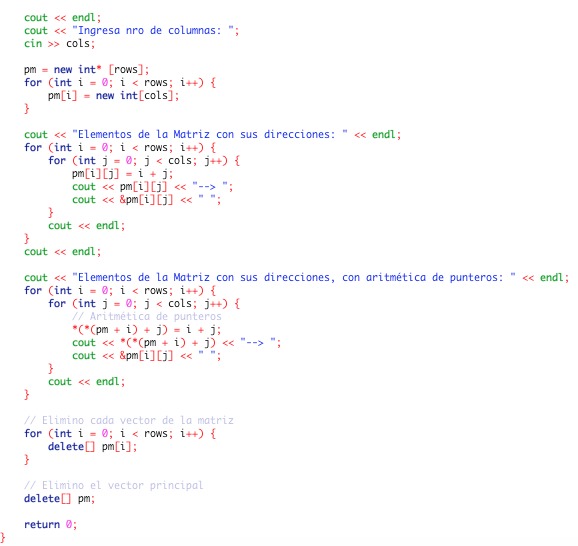 cout << endl;
cout << "Ingresa nro de columnas: ";
cin >> cols;

pm = new int* [rows];
for (int i = 0; i < rows; i++) {
    pm[i] = new int[cols];
}

cout << "Elementos de la Matriz con sus direcciones: " << endl;
for (int i = 0; i < rows; i++) {
    for (int j = 0; j < cols; j++) {
        pm[i][j] = i + j;
        cout << pm[i][j] << "--> ";
        cout << &pm[i][j] << " ";
    }
    cout << endl;
}
cout << endl;

cout << "Elementos de la Matriz con sus direcciones, con aritmética de punteros: " << endl;
for (int i = 0; i < rows; i++) {
    for (int j = 0; j < cols; j++) {
        // Aritmética de punteros
        *(*(pm + i) + j) = i + j;
        cout << *(*(pm + i) + j) << "--> ";
        cout << &pm[i][j] << " ";
    }
    cout << endl;
}

// Elimino cada vector de la matriz
for (int i = 0; i < rows; i++) {
    delete[] pm[i];
}

// Elimino el vector principal
delete[] pm;

return 0;
}